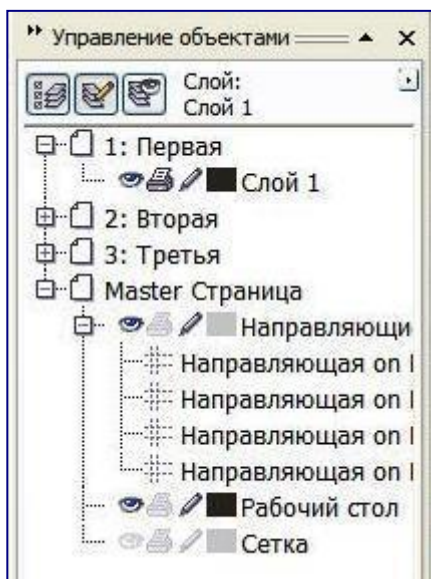 Управление объектами
Слой:
Слой 1
1: Первая
Слой 1
2: Вторая
3: Третья
Master Страница
Направляющи
Направляющая on
Направляющая on
Направляющая on
Направляющая on
Рабочий стол
Сетка